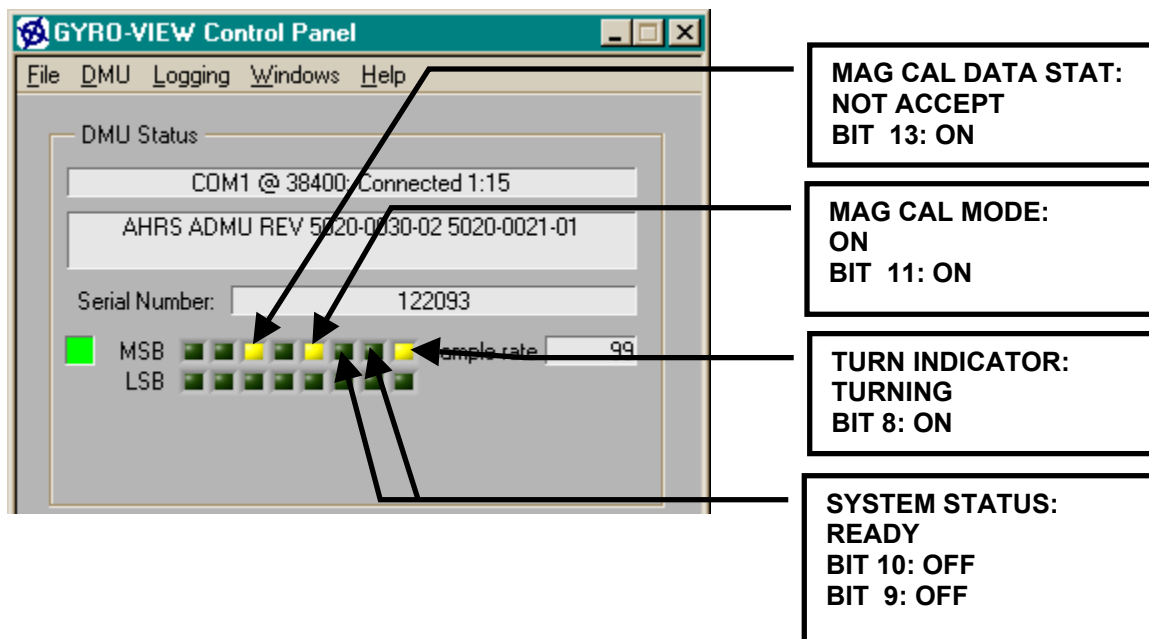 GYRO-VIEW Control Panel
File DMU Logging Windows Help
DMU Status
COM1 @ 38400: Connected 1:15
AHRS ADMU REV 5020-0030-02 5020-0021-01
Serial Number: 122093
MSB
rate 99
LSB
MAG CAL DATA STAT:
NOT ACCEPT
BIT 13: ON
MAG CAL MODE:
ON
BIT 11: ON
TURN INDICATOR:
TURNING
BIT 8: ON
SYSTEM STATUS:
READY
BIT 10: OFF
BIT 9: OFF